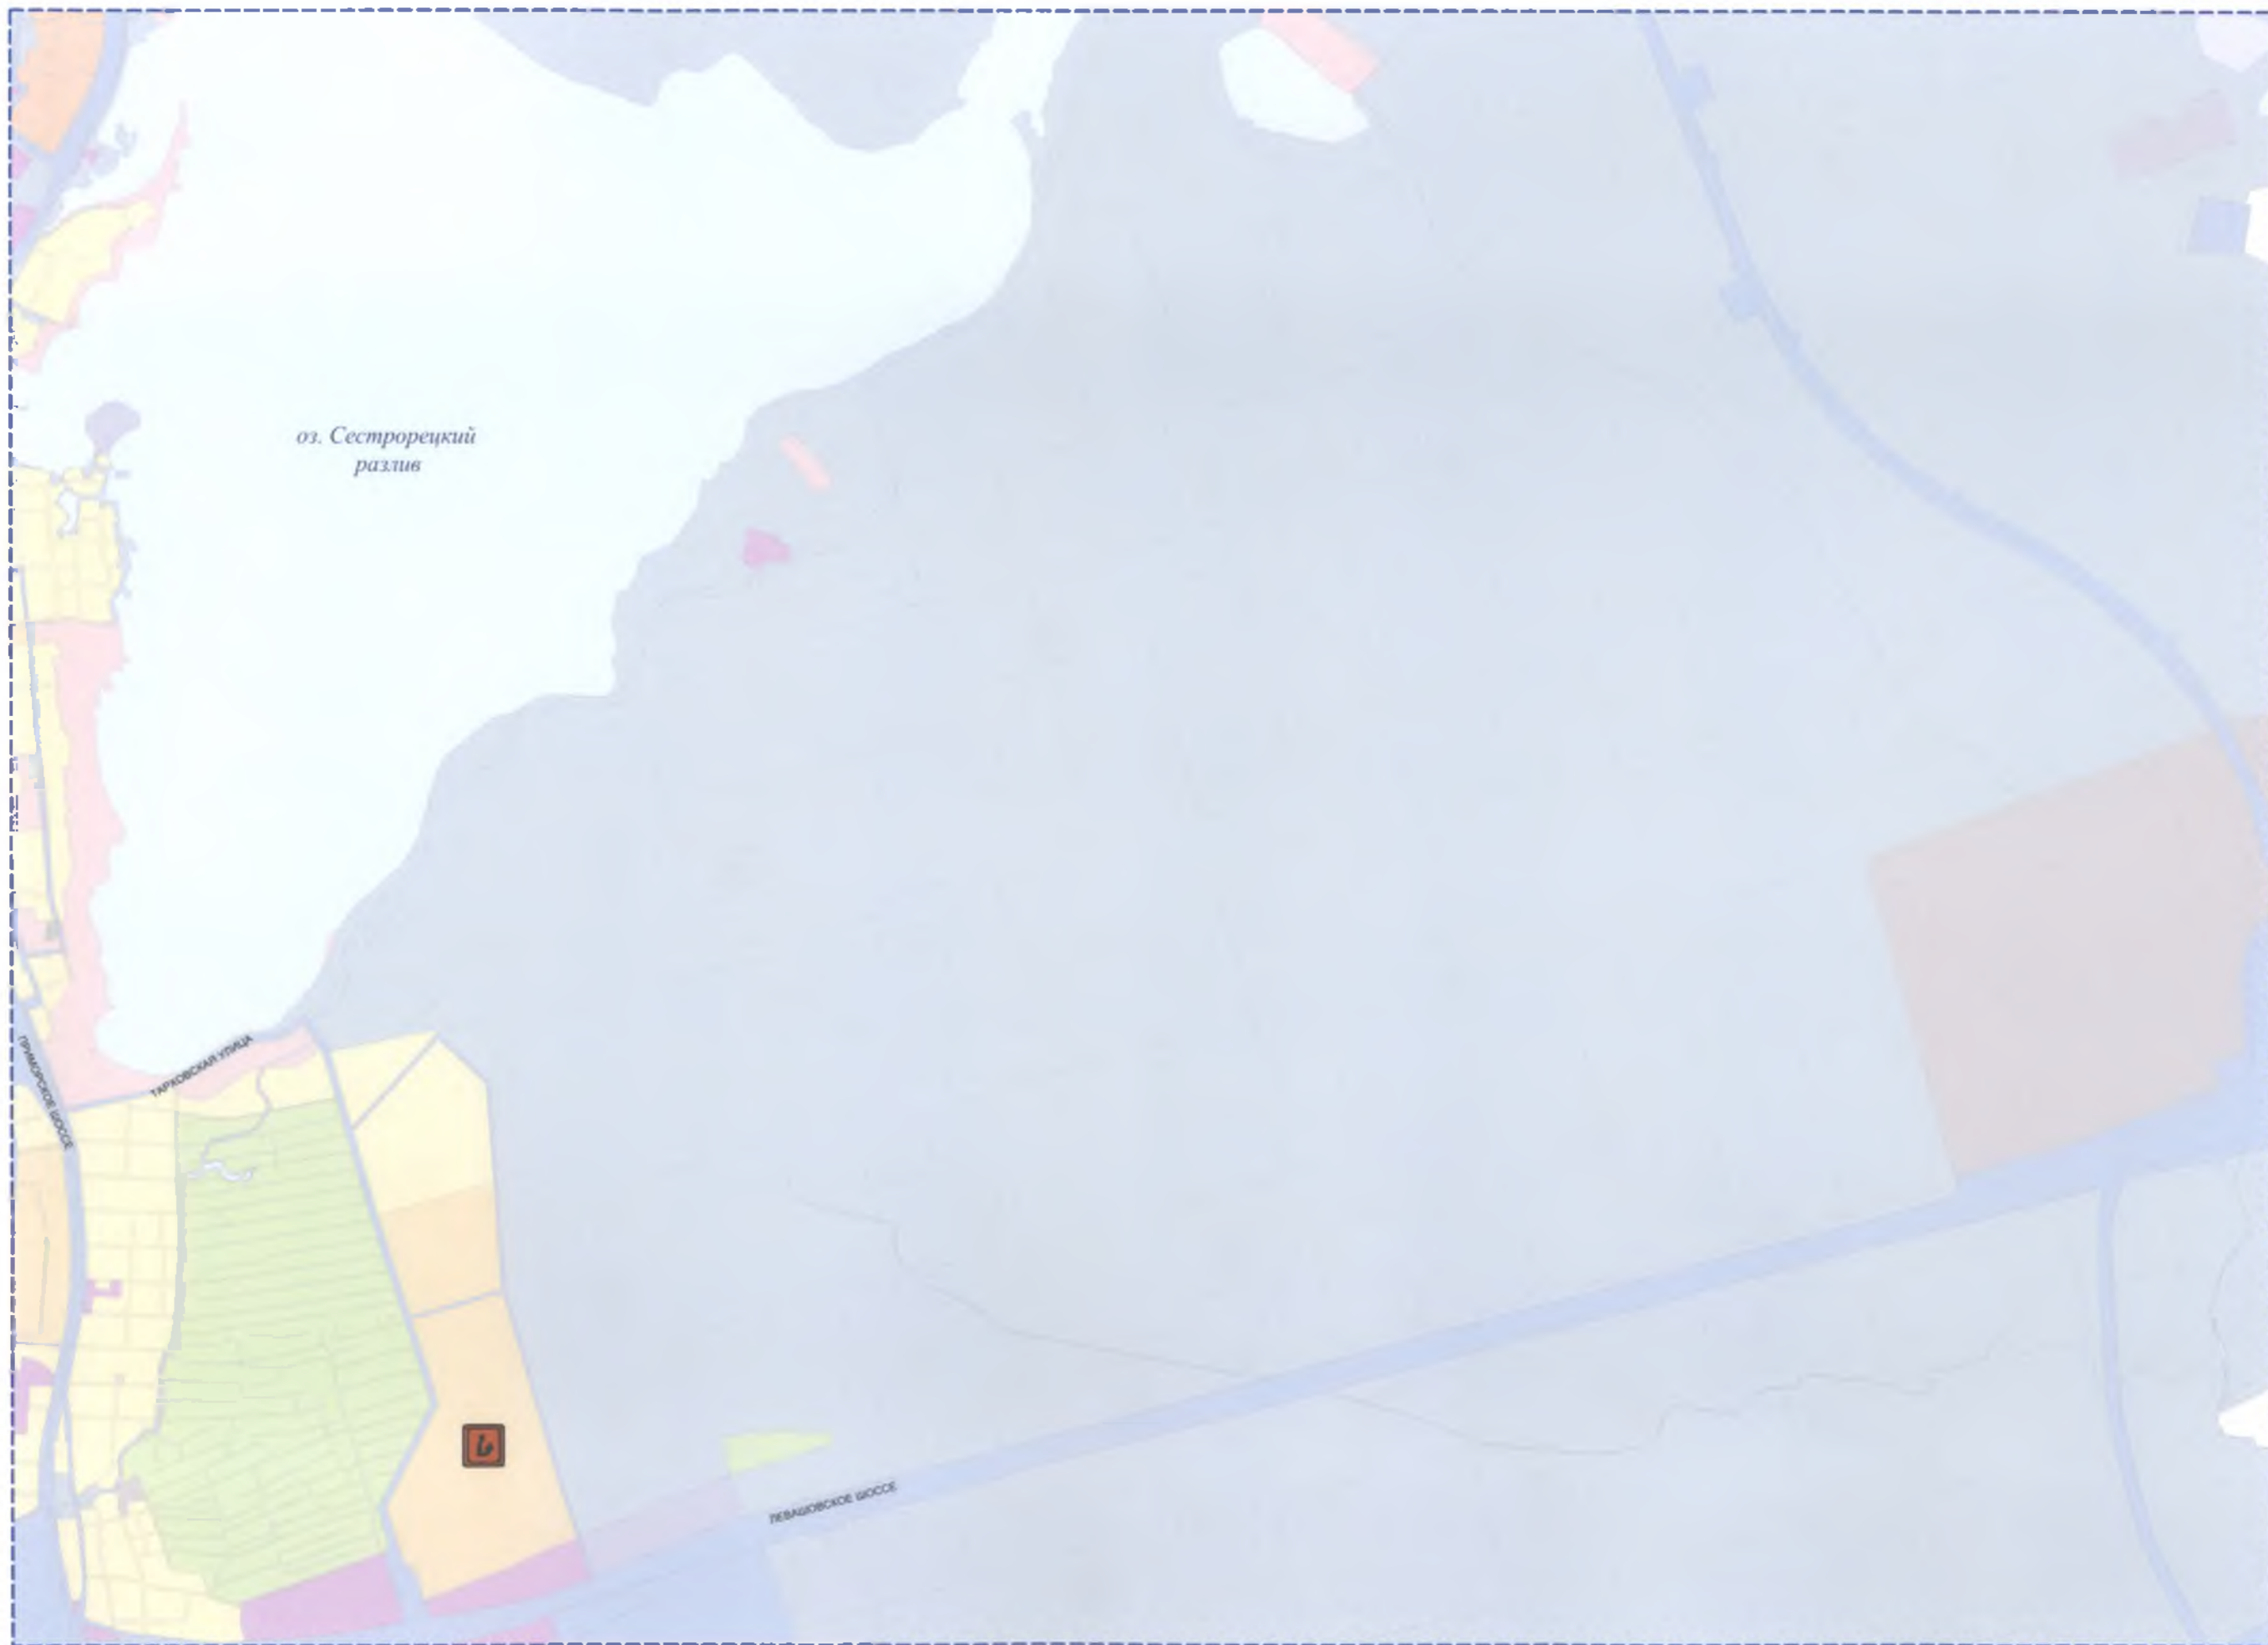 оз. Сестрорецкий
разлив
ТАРХОВСКАЯ УЛИЦА
ПРИМОРСКОЕ ШОССЕ
ЛЕВАШОВСКОЕ ШОССЕ